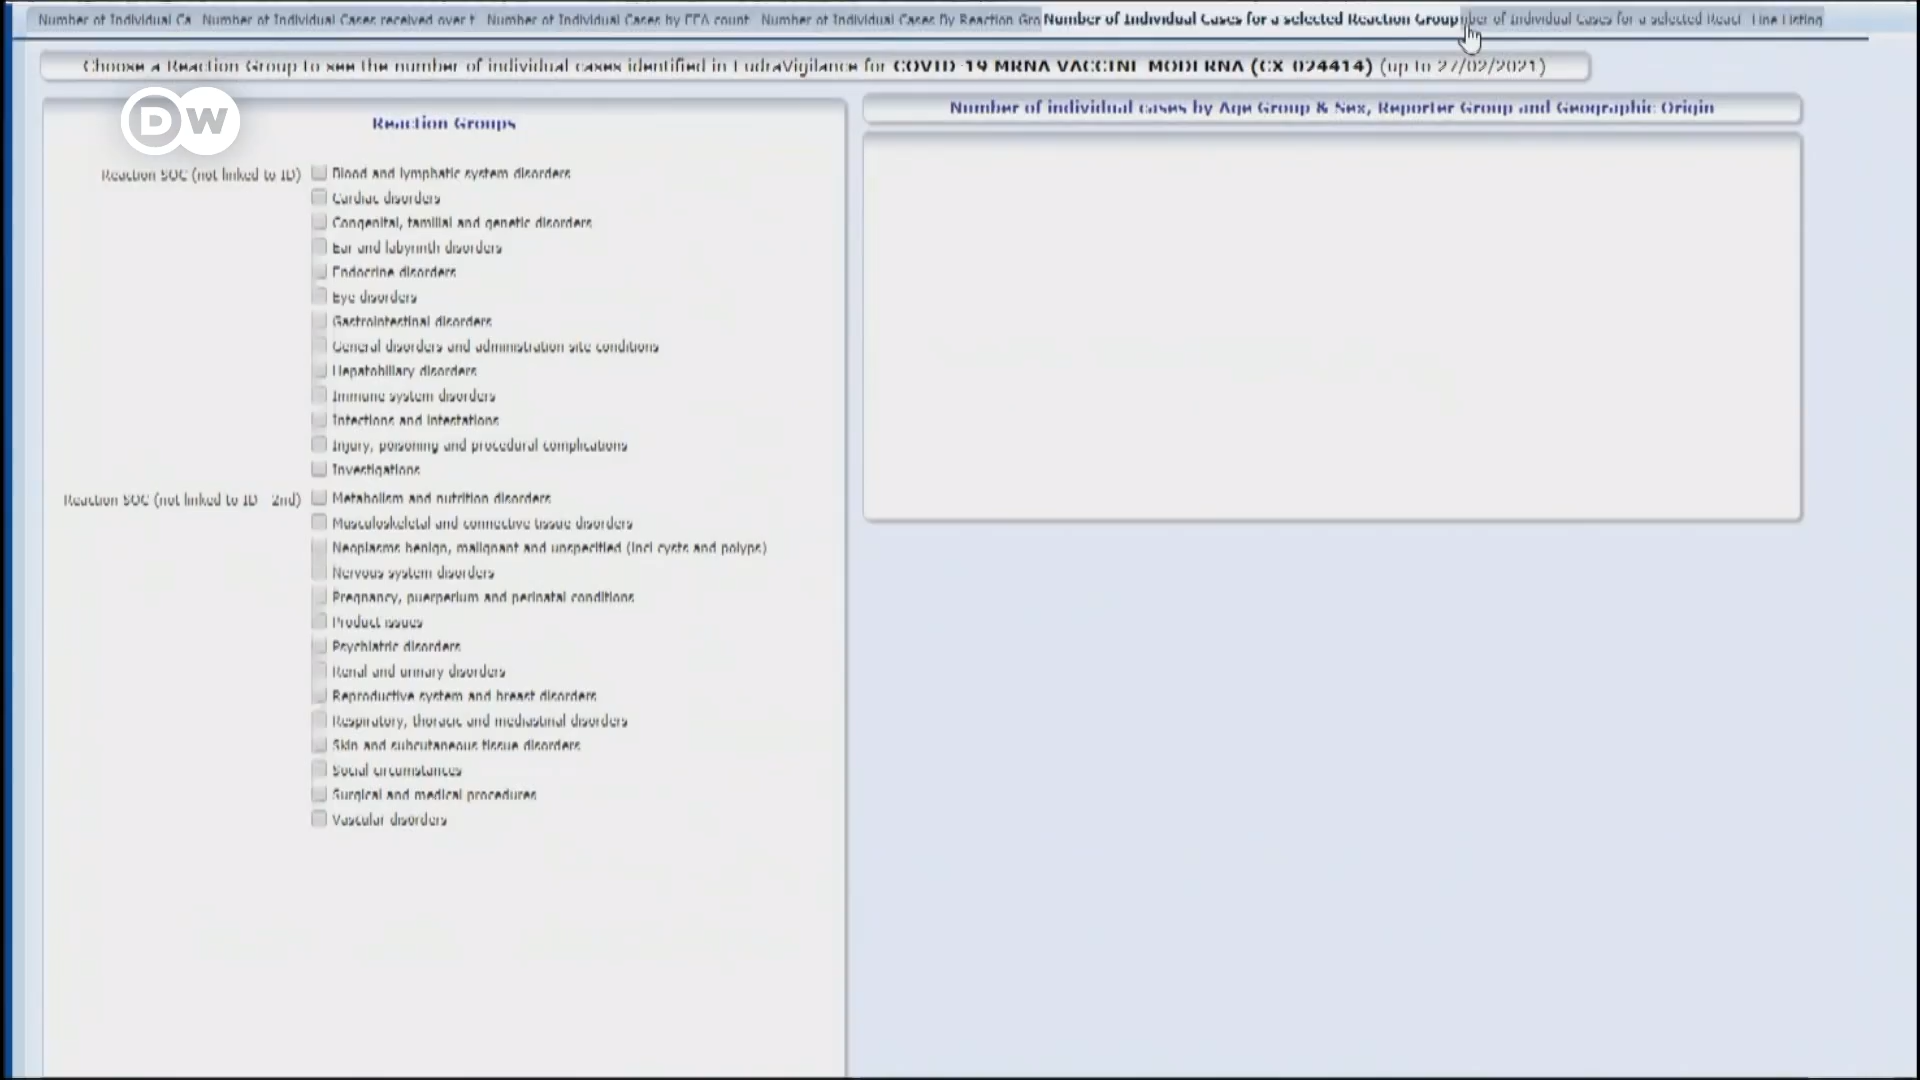 Number of Individual Ca
Number of Individual Cases received over t
Number of Individual Cases by EEA count
Number of Individual Cases By Reaction Gro
Number of Individual Cases for a selected Reaction Group
ber of Individual Cases for a selected React
Line Listing
Choose a Reaction Group to see the number of individual cases identified in EudraVigilance for COVID-19 MRNA VACCINE MODERNA (CX-024414) (up to 27/02/2021)
DW
Reaction Groups
Reaction SOC (not linked to ID)
Blood and lymphatic system disorders
Cardiac disorders
Congenital, familial and genetic disorders
Ear and labyrinth disorders
Endocrine disorders
Eye disorders
Gastrointestinal disorders
General disorders and administration site conditions
Hepatobiliary disorders
Immune system disorders
Infections and infestations
Injury, poisoning and procedural complications
Investigations
Reaction SOC (not linked to ID - 2nd)
Metabolism and nutrition disorders
Musculoskeletal and connective tissue disorders
Neoplasms benign, malignant and unspecified (incl cysts and polyps)
Nervous system disorders
Pregnancy, puerperium and perinatal conditions
Product issues
Psychiatric disorders
Renal and urinary disorders
Reproductive system and breast disorders
Respiratory, thoracic and mediastinal disorders
Skin and subcutaneous tissue disorders
Social circumstances
Surgical and medical procedures
Vascular disorders
Number of individual cases by Age Group & Sex, Reporter Group and Geographic Origin